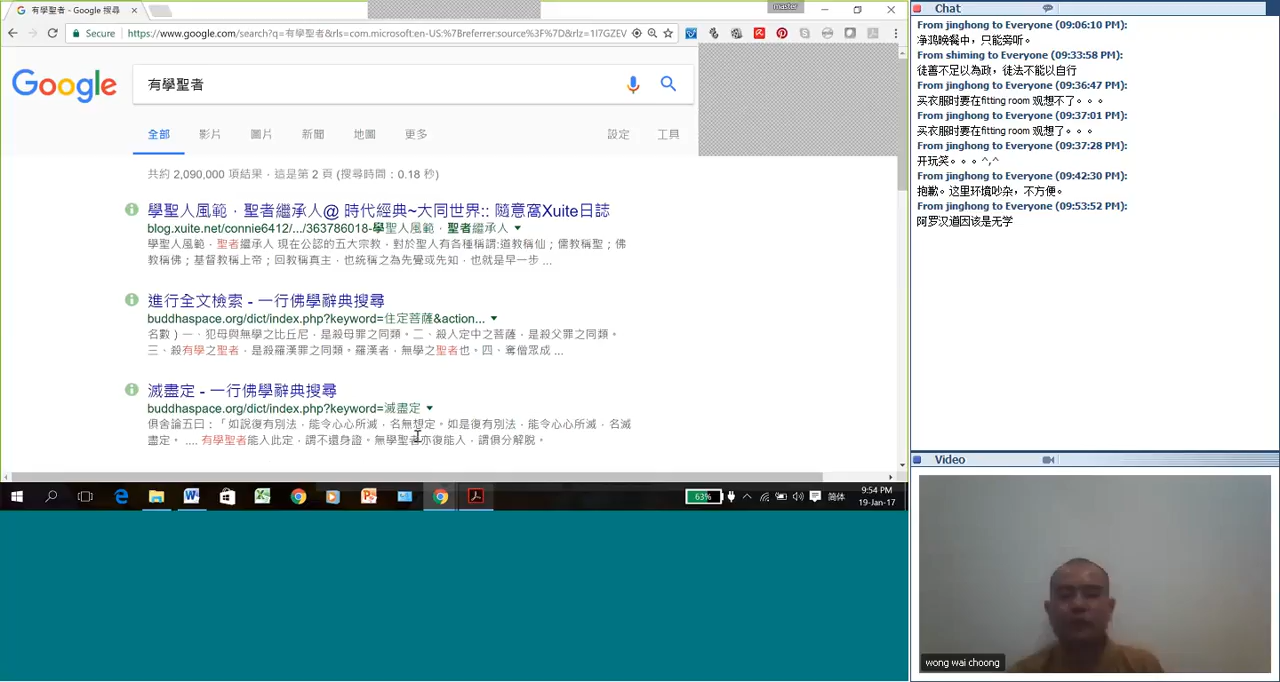 有學聖者 - Google 搜尋
master
Secure
https://www.google.com/search?q=有學聖者&rls=com.microsoft:en-US:%7Breferrer:source%3F%7D&rlz=1I7GZEV
Google
有學聖者
全部 影片 圖片 新聞 地圖 更多 設定 工具
共約 2,090,000 項結果，這是第 2 頁 (搜尋時間：0.18 秒)
學聖人風範．聖者繼承人@ 時代經典~大同世界:: 隨意窩Xuite日誌
blog.xuite.net/connie6412/.../363786018-學聖人風範．聖者繼承人
學聖人風範．聖者繼承人 現在公認的五大宗教，對於聖人有各種稱謂:道教稱仙；儒教稱聖；佛
教稱佛；基督教稱上帝；回教稱真主，也統稱之為先覺或先知，也就是早一步 ...
進行全文檢索 - 一行佛學辭典搜尋
buddhaspace.org/dict/index.php?keyword=住定菩薩&action...
名數）一、犯母與無學之比丘尼，是殺母罪之同類。二、殺人定中之菩薩，是殺父罪之同類。
三、殺有學之聖者，是殺羅漢罪之同類。羅漢者，無學之聖者也。四、奪僧眾成 ...
滅盡定 - 一行佛學辭典搜尋
buddhaspace.org/dict/index.php?keyword=滅盡定
俱舍論五曰：「如說復有別法，能令心心所滅，名無想定。如是復有別法，能令心心所滅，名滅
盡定。 .... 有學聖者能入此定，謂不還身證。無學聖者亦復能入，謂俱分解脫。
63%
简体
9:54 PM
19-Jan-17
Chat
From jinghong to Everyone (09:06:10 PM):
净鸿晚餐中，只能旁听。
From shiming to Everyone (09:33:58 PM):
徒善不足以為政，徒法不能以自行
From jinghong to Everyone (09:36:47 PM):
买衣服时要在fitting room 观想不了。。。
From jinghong to Everyone (09:37:01 PM):
买衣服时要在fitting room 观想了。。。
From jinghong to Everyone (09:37:28 PM):
开玩笑。。。^,^
From jinghong to Everyone (09:42:30 PM):
抱歉。这里环境吵杂，不方便。
From jinghong to Everyone (09:53:52 PM):
阿罗汉道因该是无学
Video
wong wai choong